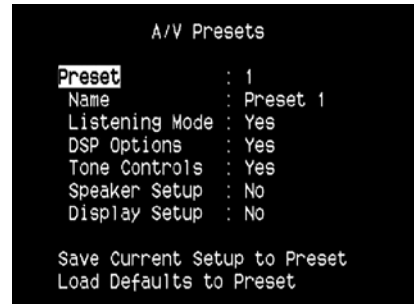 A/V Presets
Preset : 1
Name : Preset 1
Listening Mode : Yes
DSP Options : Yes
Tone Controls : Yes
Speaker Setup : No
Display Setup : No
Save Current Setup to Preset
Load Defaults to Preset